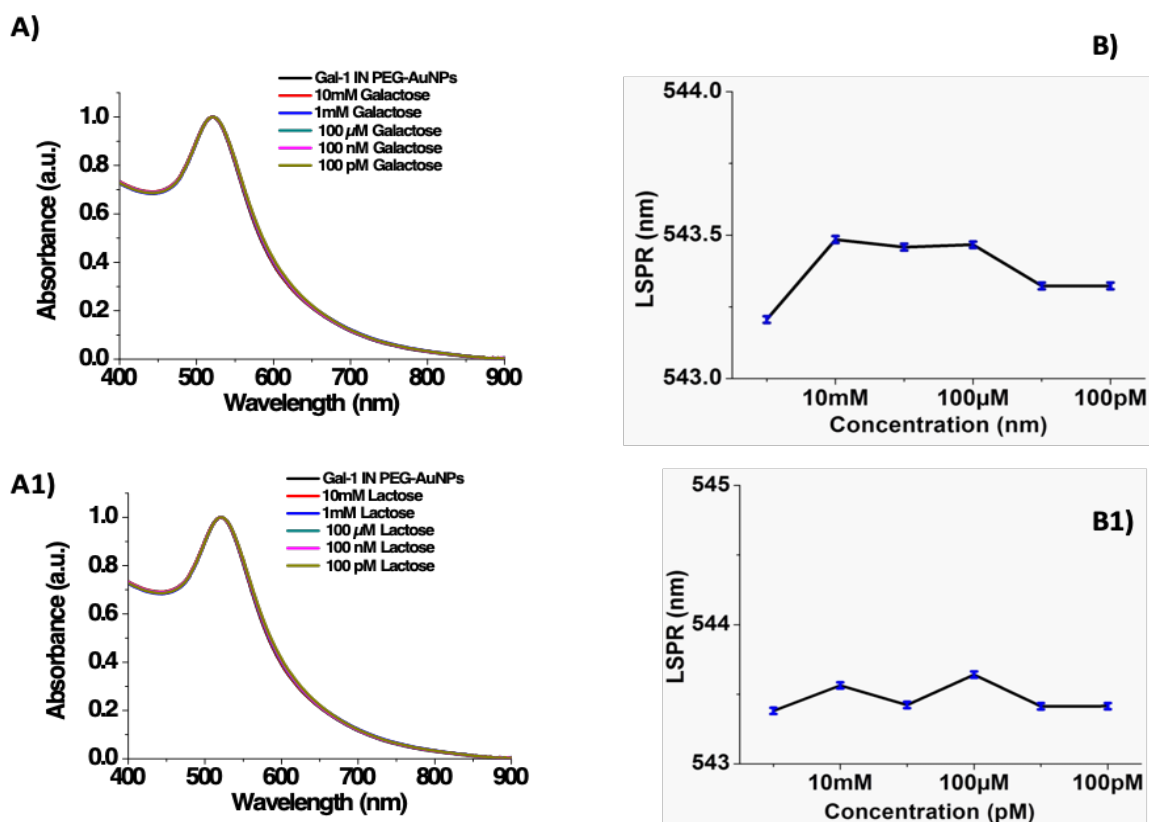 A)
Gal-1 IN PEG-AuNPs
10mM Galactose
1mM Galactose
100 µM Galactose
100 nM Galactose
100 pM Galactose
1.0
0.8
0.6
0.4
0.2
0.0
Absorbance (a.u.)
400 500 600 700 800 900
Wavelength (nm)
B)
544.0
543.5
543.0
LSPR (nm)
10mM 100µM 100pM
Concentration (nm)
A1)
Gal-1 IN PEG-AuNPs
10mM Lactose
1mM Lactose
100 µM Lactose
100 nM Lactose
100 pM Lactose
1.0
0.8
0.6
0.4
0.2
0.0
Absorbance (a.u.)
400 500 600 700 800 900
Wavelength (nm)
B1)
545
544
543
LSPR (nm)
10mM 100µM 100pM
Concentration (pM)